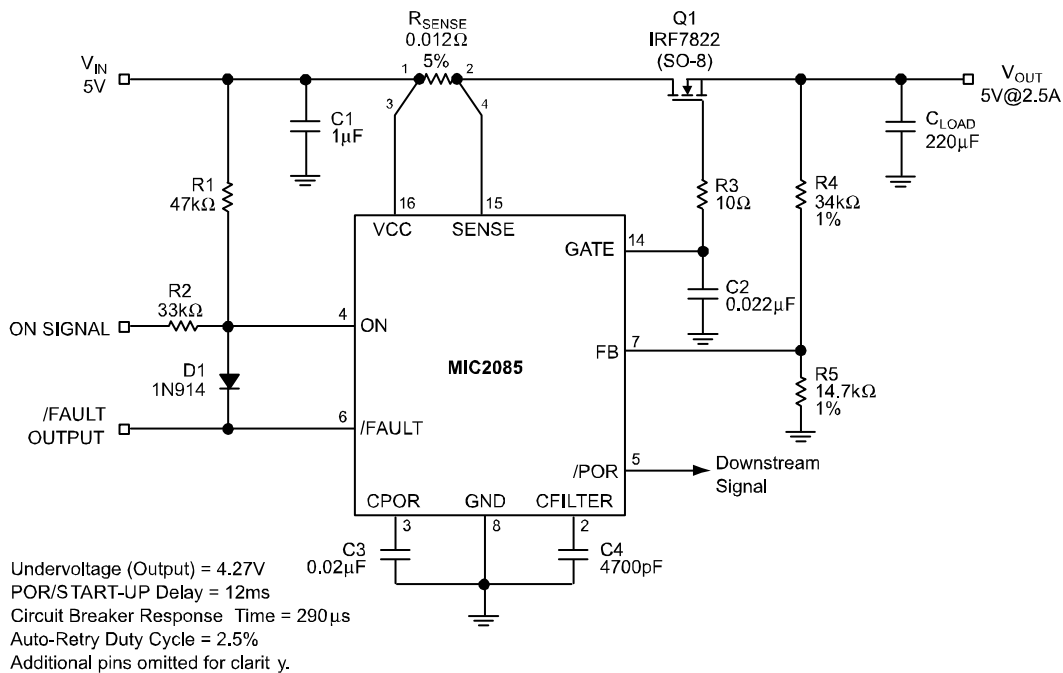 RSENSE
0.012Ω
5%
Q1
IRF7822
(SO-8)
VIN
5V
1
2
3
4
VOUT
5V@2.5A
C1
1µF
CLOAD
220µF
R1
47kΩ
R3
10Ω
R4
34kΩ
1%
16
15
VCC
SENSE
GATE
14
C2
0.022µF
R2
33kΩ
ON SIGNAL
4
ON
FB
7
MIC2085
D1
1N914
R5
14.7kΩ
1%
/FAULT
OUTPUT
6
/FAULT
/POR
5
Downstream
Signal
CPOR
GND
CFILTER
3
8
2
C3
0.02µF
C4
4700pF
Undervoltage (Output) = 4.27V
POR/START-UP Delay = 12ms
Circuit Breaker Response Time = 290µs
Auto-Retry Duty Cycle = 2.5%
Additional pins omitted for clarit y.